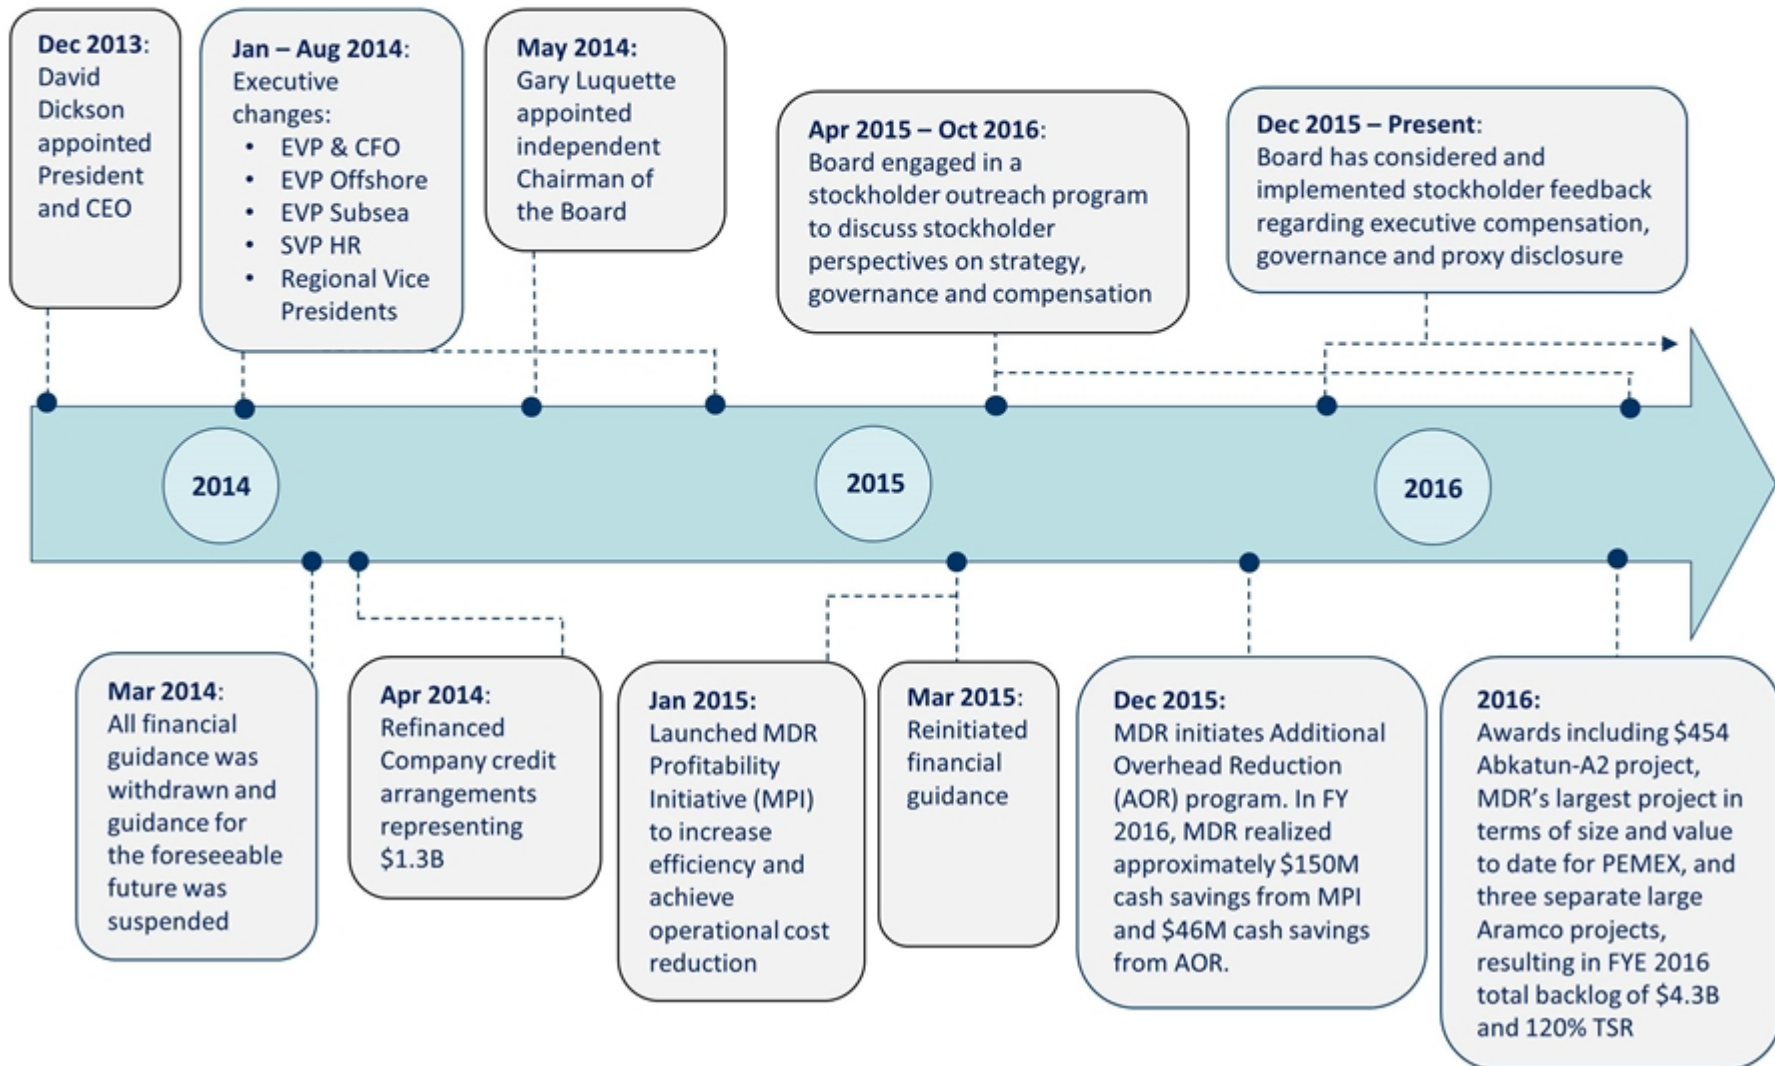 Dec 2013:
David
Dickson
appointed
President
and CEO
Jan – Aug 2014:
Executive
changes:
• EVP & CFO
• EVP Offshore
• EVP Subsea
• SVP HR
• Regional Vice
Presidents
May 2014:
Gary Luquette
appointed
independent
Chairman of
the Board
Apr 2015 – Oct 2016:
Board engaged in a
stockholder outreach program
to discuss stockholder
perspectives on strategy,
governance and compensation
Dec 2015 – Present:
Board has considered and
implemented stockholder feedback
regarding executive compensation,
governance and proxy disclosure
2014
2015
2016
Mar 2014:
All financial
guidance was
withdrawn and
guidance for
the foreseeable
future was
suspended
Apr 2014:
Refinanced
Company credit
arrangements
representing
$1.3B
Jan 2015:
Launched MDR
Profitability
Initiative (MPI)
to increase
efficiency and
achieve
operational cost
reduction
Mar 2015:
Reinitiated
financial
guidance
Dec 2015:
MDR initiates Additional
Overhead Reduction
(AOR) program. In FY
2016, MDR realized
approximately $150M
cash savings from MPI
and $46M cash savings
from AOR.
2016:
Awards including $454
Abkatun-A2 project,
MDR’s largest project in
terms of size and value
to date for PEMEX, and
three separate large
Aramco projects,
resulting in FYE 2016
total backlog of $4.3B
and 120% TSR